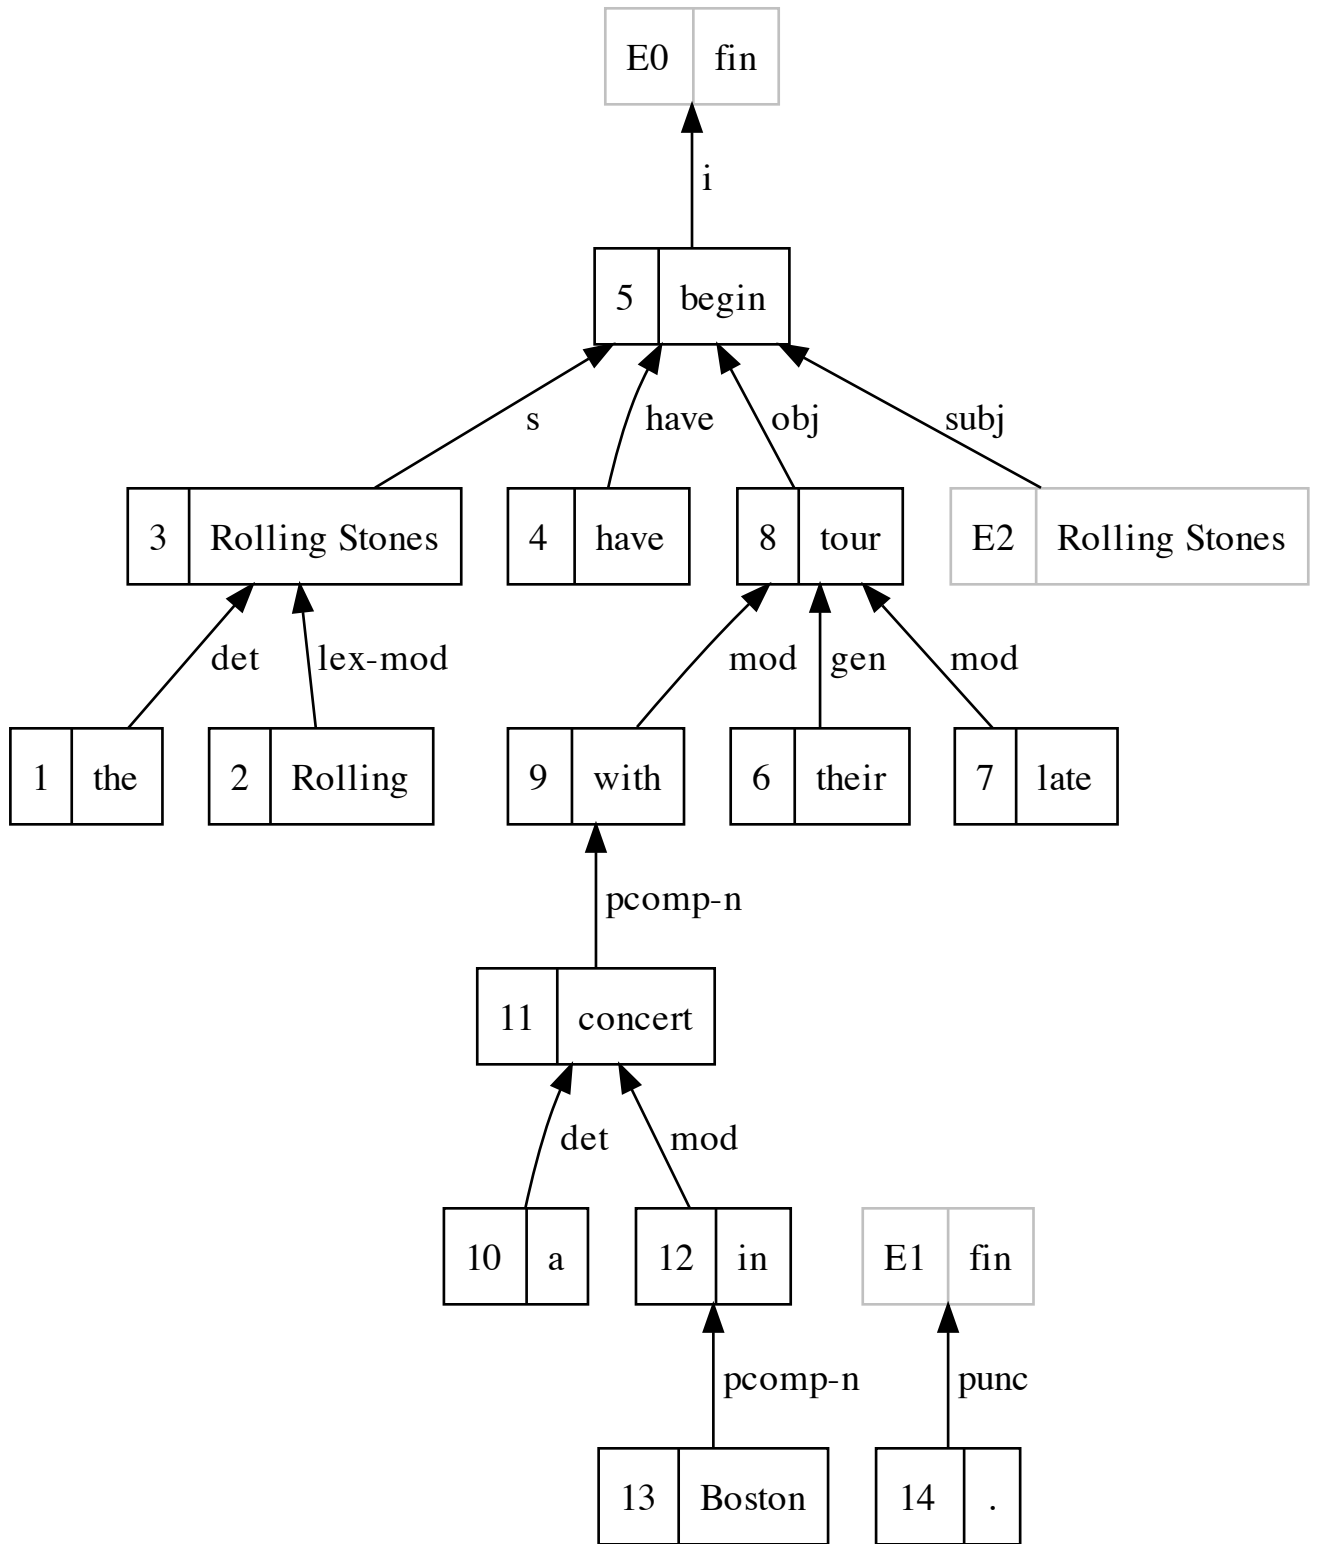 E0 fin
i
5 begin
s have obj subj
3 Rolling Stones 4 have 8 tour E2 Rolling Stones
det lex-mod mod gen mod
1 the 2 Rolling 9 with 6 their 7 late
pcomp-n
11 concert
det mod
10 a 12 in E1 fin
pcomp-n punc
13 Boston 14 .